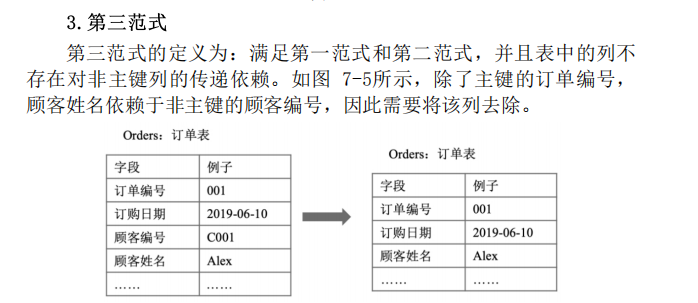 3.第三范式
第三范式的定义为：满足第一范式和第二范式，并且表中的列不
存在对非主键列的传递依赖。如图 7-5所示，除了主键的订单编号，
顾客姓名依赖于非主键的顾客编号，因此需要将该列去除。
Orders：订单表
字段 例子
订单编号 001
订购日期 2019-06-10
顾客编号 C001
顾客姓名 Alex
…… ……
Orders：订单表
字段 例子
订单编号 001
订购日期 2019-06-10
顾客姓名 Alex
…… ……